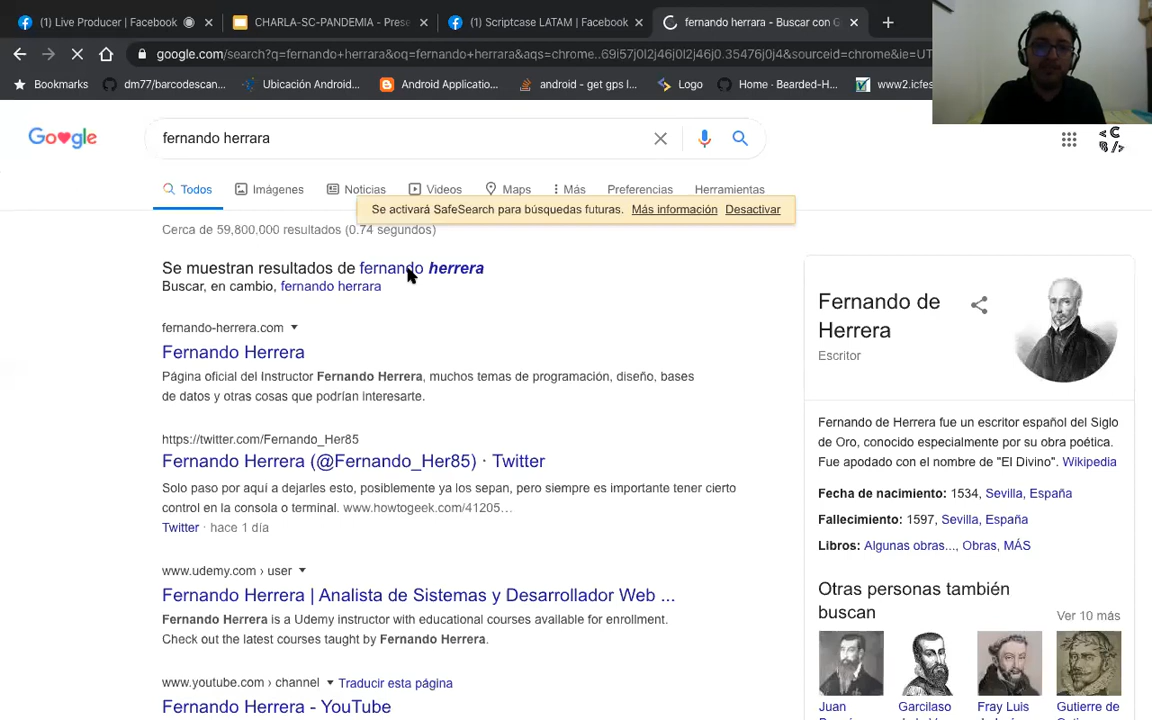 (1) Live Producer | Facebook
CHARLA-SC-PANDEMIA - Prese
(1) Scriptcase LATAM | Facebook
fernando herrara - Buscar con G
google.com/search?q=fernando+herrara&oq=fernando+herrara&aqs=chrome..69i57j0l2j46j0l2j46j0.35476j0j4&sourceid=chrome&ie=UT
Bookmarks
dm77/barcodescan...
Ubicación Android...
Android Applicatio...
android - get gps l...
Logo
Home - Bearded-H...
www2.icfes
Google
fernando herrara
Todos
Imágenes
Noticias
Videos
Maps
Más
Preferencias
Herramientas
Se activará SafeSearch para búsquedas futuras. Más información Desactivar
Cerca de 59,800,000 resultados (0.74 segundos)
Se muestran resultados de fernando herrera
Buscar, en cambio, fernando herrara
fernando-herrera.com
Fernando Herrera
Página oficial del Instructor Fernando Herrera, muchos temas de programación, diseño, bases
de datos y otras cosas que podrían interesarte.
https://twitter.com/Fernando_Her85
Fernando Herrera (@Fernando_Her85) · Twitter
Solo paso por aquí a dejarles esto, posiblemente ya los sepan, pero siempre es importante tener cierto
control en la consola o terminal. www.howtogeek.com/41205…
Twitter · hace 1 día
www.udemy.com › user
Fernando Herrera | Analista de Sistemas y Desarrollador Web ...
Fernando Herrera is a Udemy instructor with educational courses available for enrollment.
Check out the latest courses taught by Fernando Herrera.
www.youtube.com › channel
Traducir esta página
Fernando Herrera - YouTube
Fernando de
Herrera
Escritor
Fernando de Herrera fue un escritor español del Siglo
de Oro, conocido especialmente por su obra poética.
Fue apodado con el nombre de "El Divino". Wikipedia
Fecha de nacimiento: 1534, Sevilla, España
Fallecimiento: 1597, Sevilla, España
Libros: Algunas obras..., Obras, MÁS
Otras personas también
buscan
Ver 10 más
Juan
Garcilaso
Fray Luis
Gutierre de